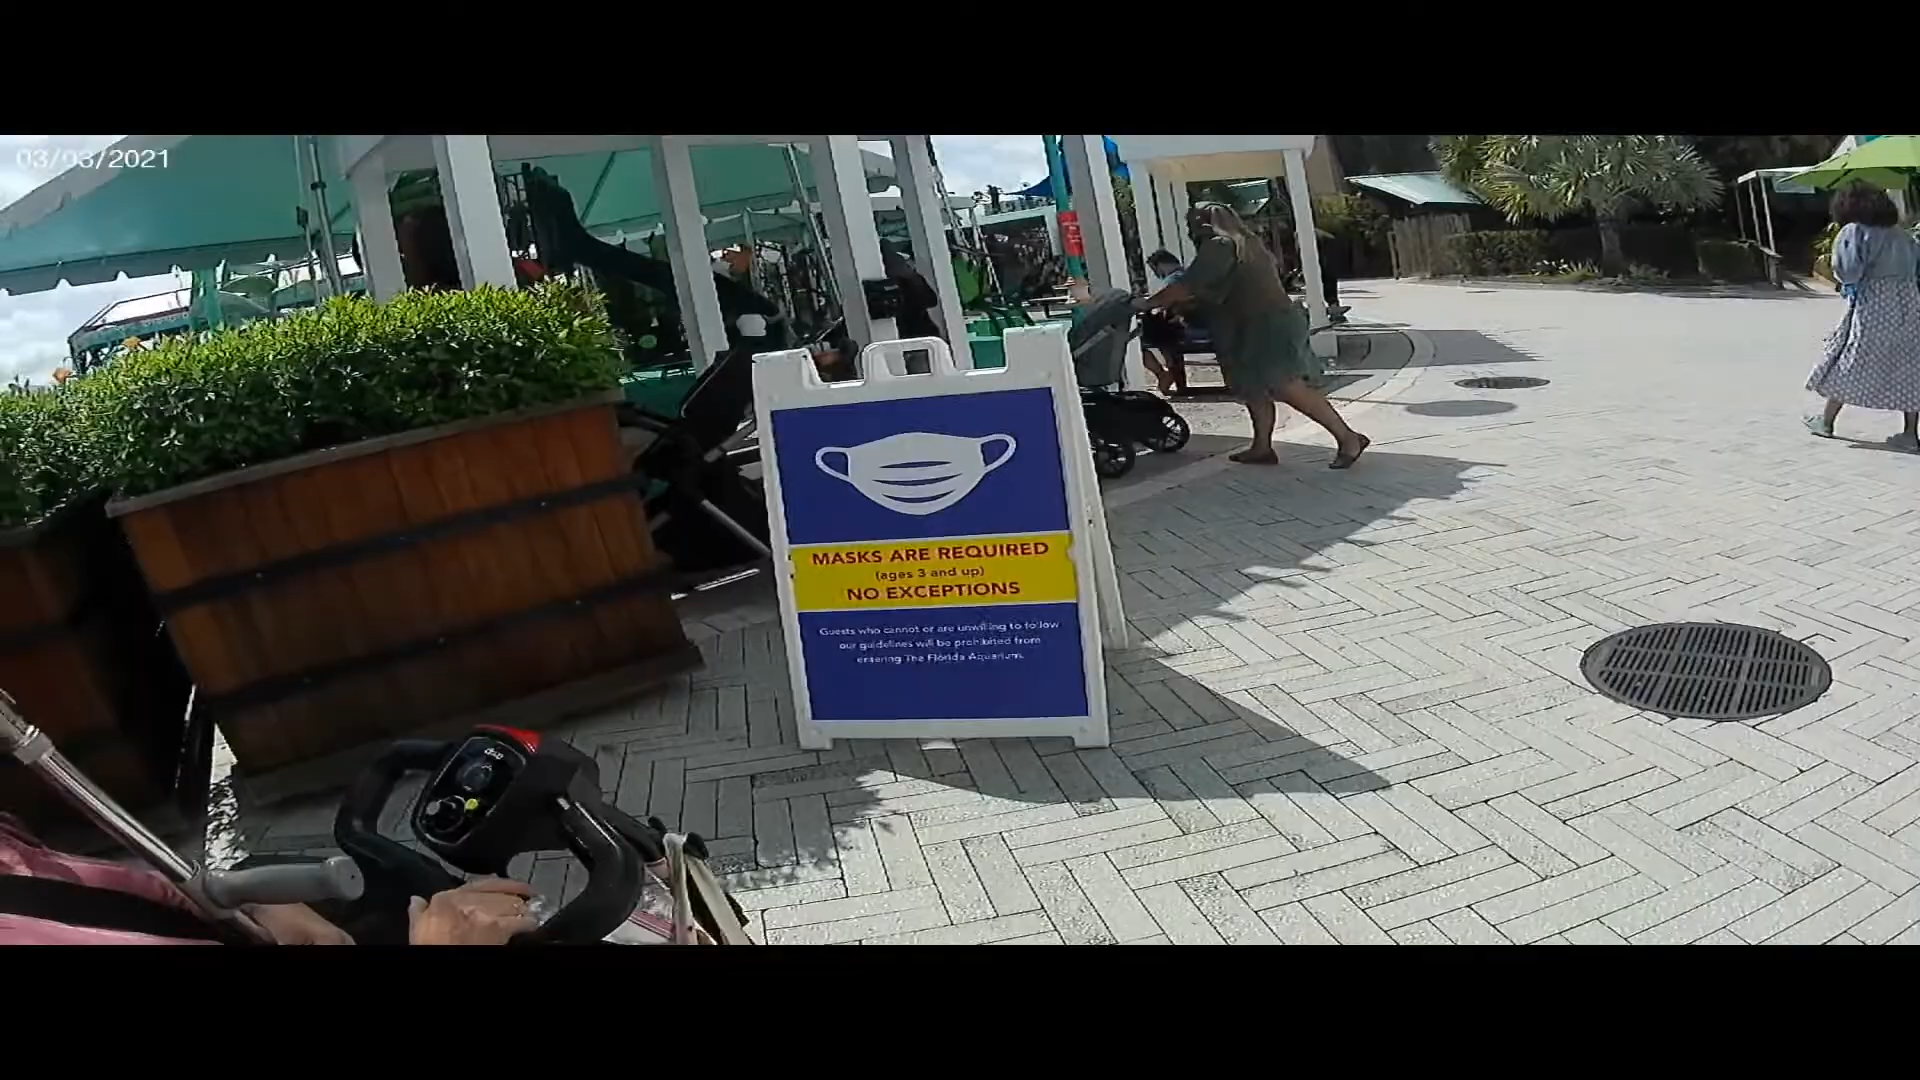 03/03/2021
MASKS ARE REQUIRED
(ages 3 and up)
NO EXCEPTIONS
Guests who cannot or are unwilling to follow
our guidelines will be prohibited from
entering The Florida Aquarium.